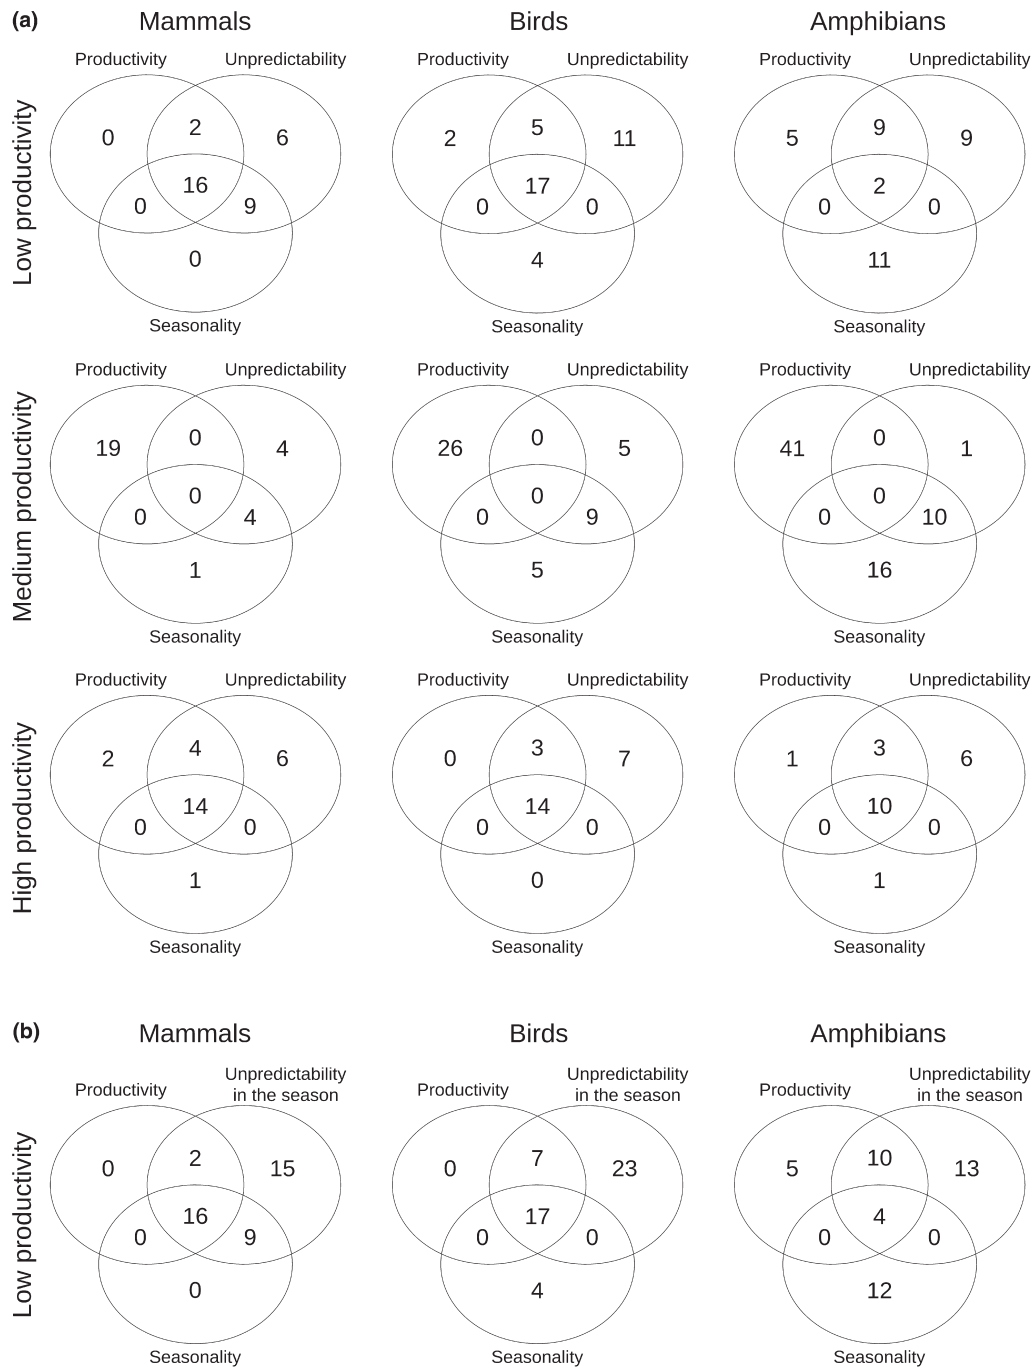 (a) Mammals Birds Amphibians
Productivity Unpredictability Productivity Unpredictability Productivity Unpredictability
Low productivity
2 5 9
0 6 2 11 5 9
16 17 2
0 9 0 0 0 0
0 4 11
Seasonality Seasonality Seasonality
Productivity Unpredictability Productivity Unpredictability Productivity Unpredictability
Medium productivity
0 0 0
19 4 26 5 41 1
0 0 0
0 4 0 9 0 10
1 5 16
Seasonality Seasonality Seasonality
Productivity Unpredictability Productivity Unpredictability Productivity Unpredictability
High productivity
4 3 3
2 6 0 7 1 6
14 14 10
0 0 0 0 0 0
1 0 1
Seasonality Seasonality Seasonality
(b) Mammals Birds Amphibians
Unpredictability Unpredictability Unpredictability
Productivity in the season Productivity in the season Productivity in the season
Low productivity
2 7 10
0 15 0 23 5 13
16 17 4
0 9 0 0 0 0
0 4 12
Seasonality Seasonality Seasonality